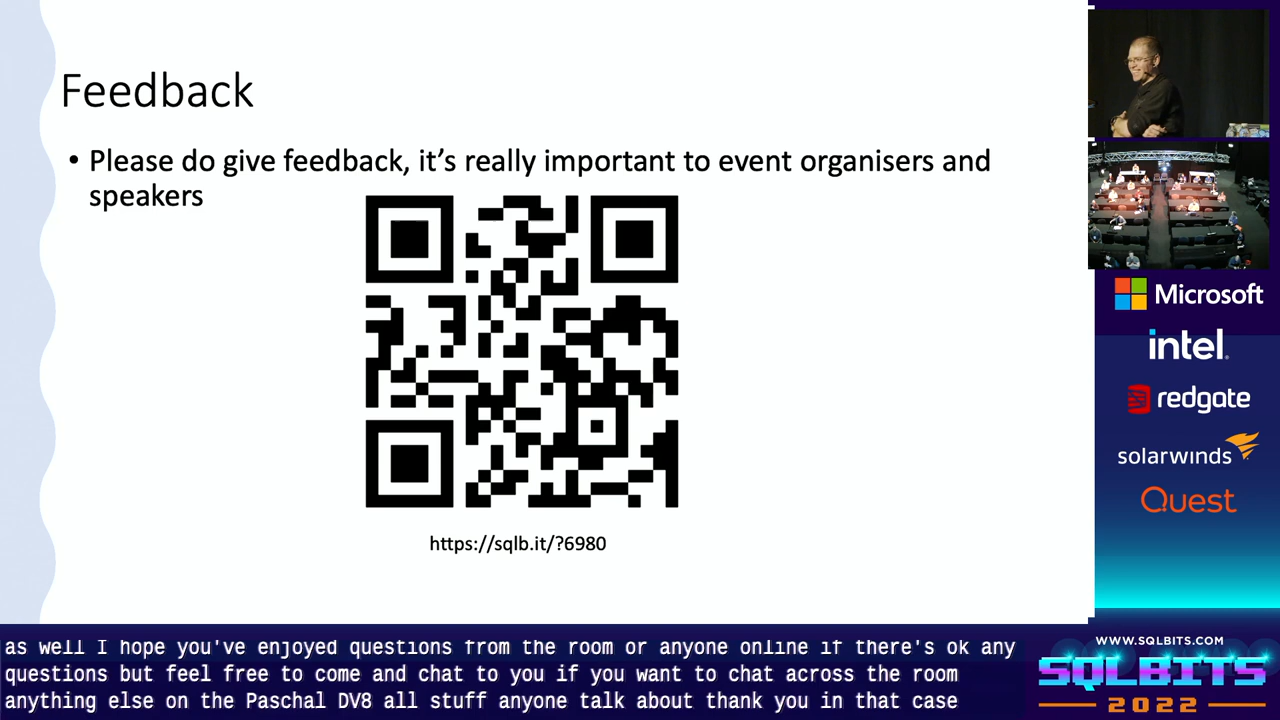 Feedback
• Please do give feedback, it's really important to event organisers and
speakers
https://sqlb.it/?6980
Microsoft
intel.
redgate
solarwinds
Quest
WWW.SQLBITS.COM
SQLBITS
2022
as well I hope you've enjoyed questions from the room or anyone online if there's ok any
questions but feel free to come and chat to you if you want to chat across the room
anything else on the Paschal DV8 all stuff anyone talk about thank you in that case